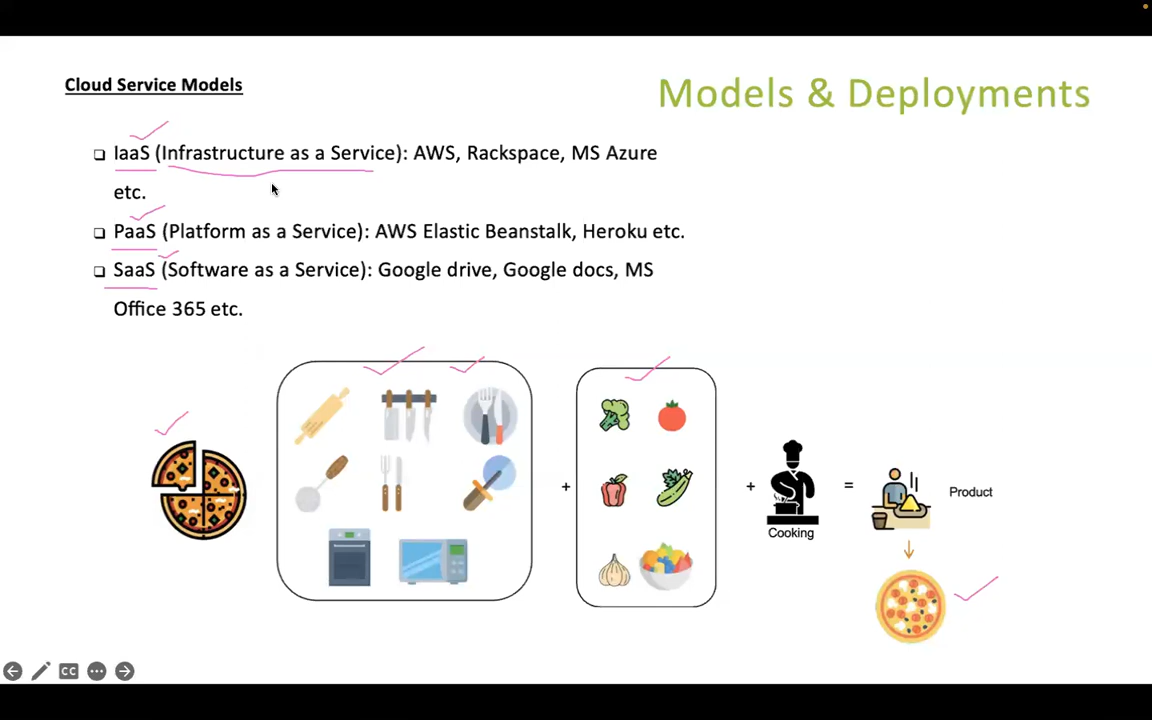 Cloud Service Models
Models & Deployments
IaaS (Infrastructure as a Service): AWS, Rackspace, MS Azure
etc.
PaaS (Platform as a Service): AWS Elastic Beanstalk, Heroku etc.
SaaS (Software as a Service): Google drive, Google docs, MS
Office 365 etc.
+
+
=
Cooking
Product
CC